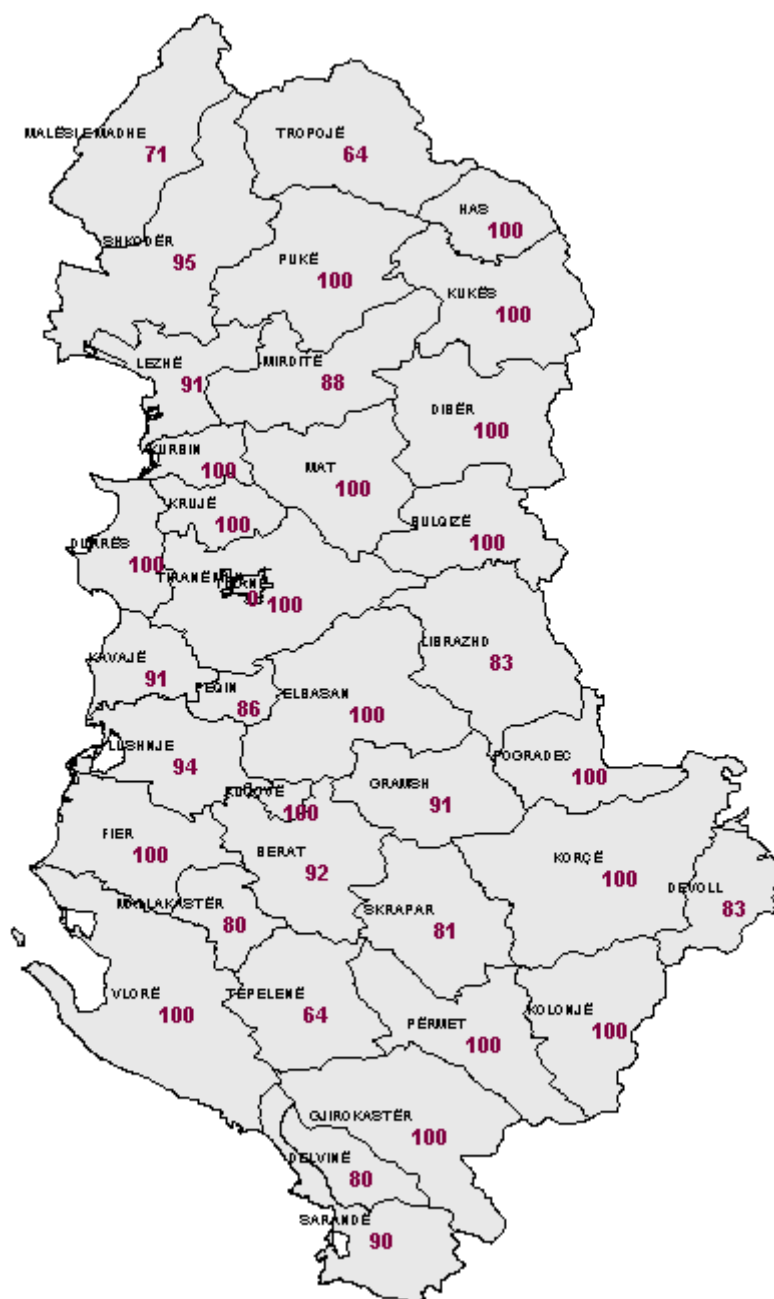 MALËSI E MADHE
71
TROPOJË
64
HAS
100
SHKODËR
95
PUKË
100
KUKËS
100
LEZHË
91
MIRDITË
88
DIBËR
100
KURBIN
100
MAT
100
KRUJË
100
BULQIZË
100
DURRËS
100
0
100
LIBRAZHD
83
KAVAJË
91
PEQIN
86
ELBASAN
100
LUSHNJE
94
POGRADEC
100
GRAMSH
91
KUÇOVË
100
FIER
100
BERAT
92
KORÇË
100
DEVOLL
83
MALLAKASTËR
80
SKRAPAR
81
VLORË
100
TEPELENË
64
PËRMET
100
KOLONJË
100
GJIROKASTËR
100
DELVINË
80
SARANDË
90